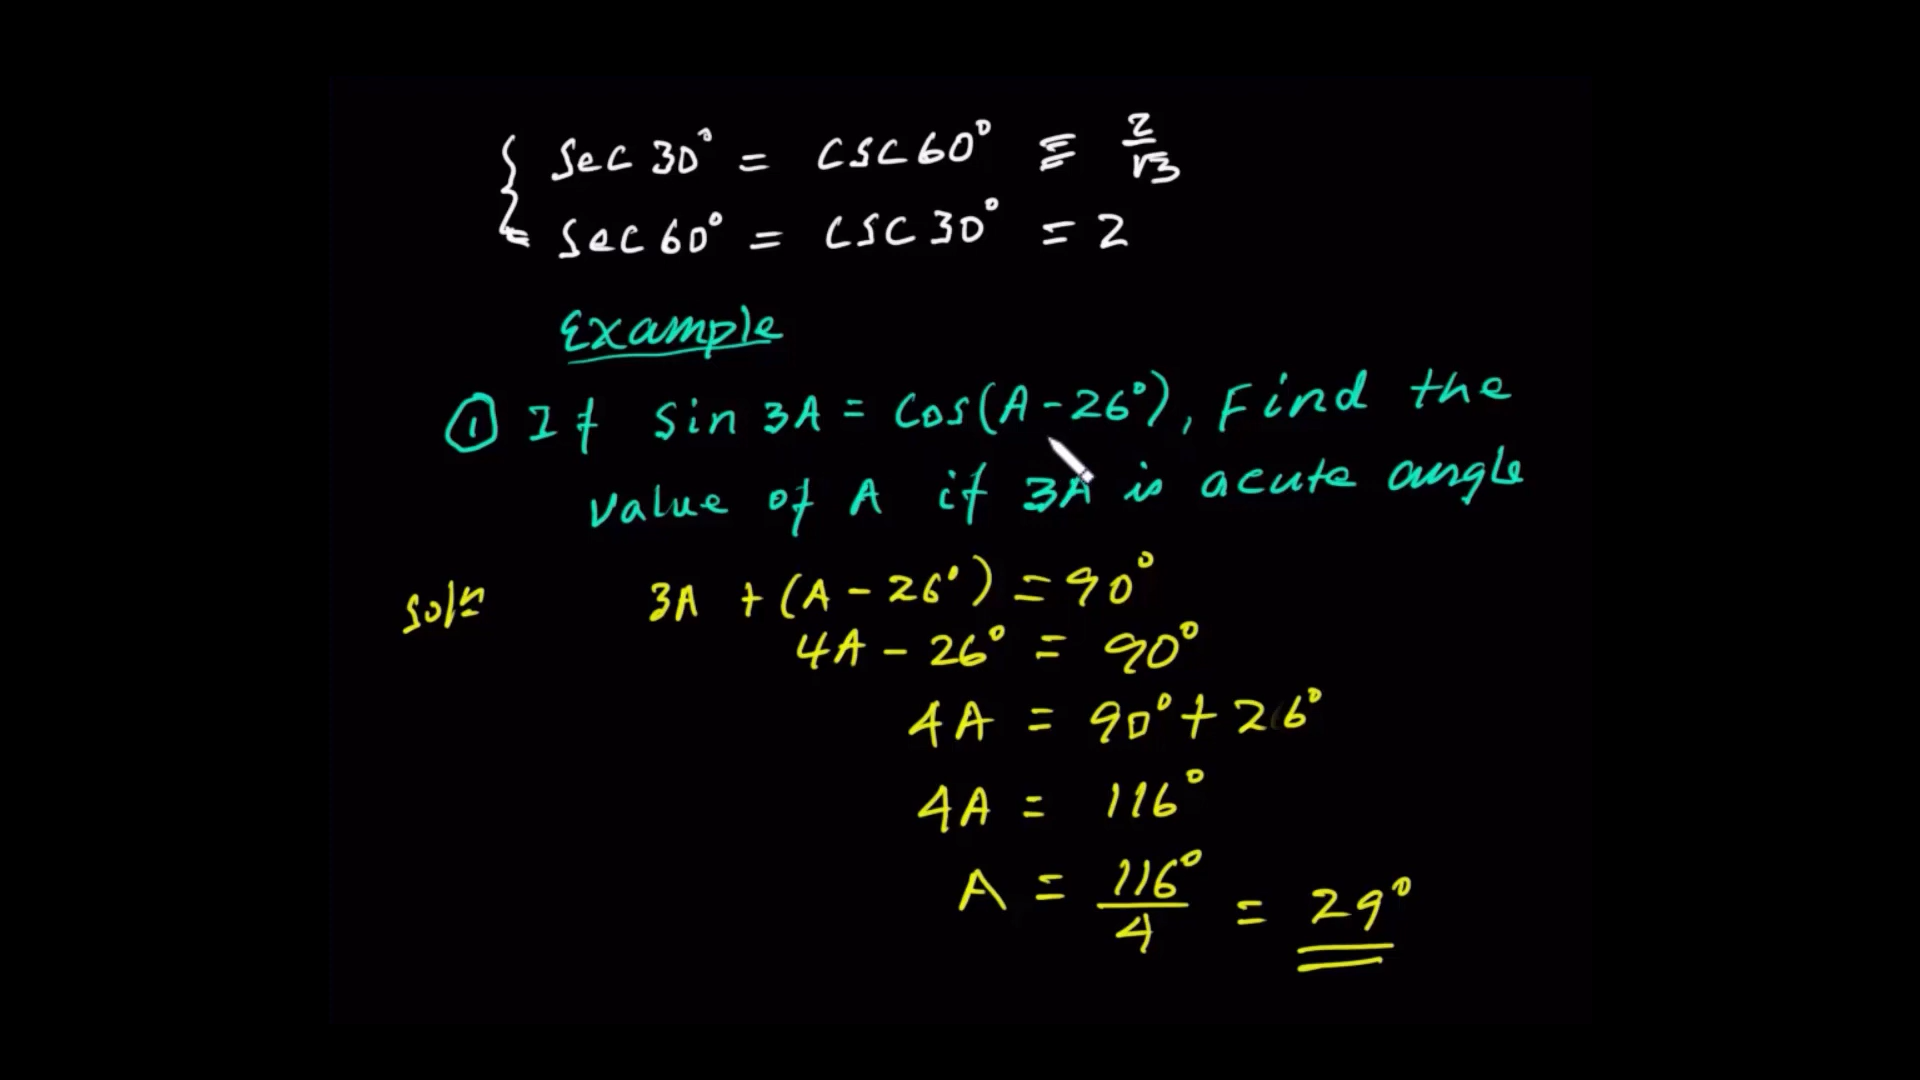 sec 30° = csc 60° = 2/√3
= sec 60° = csc 30° = 2
Example
① If sin 3A = cos(A - 26°), Find the
value of A if 3A is acute angle
soln 3A + (A - 26°) = 90°
4A - 26° = 90°
4A = 90° + 26°
4A = 116°
A = 116°/4 = 29°